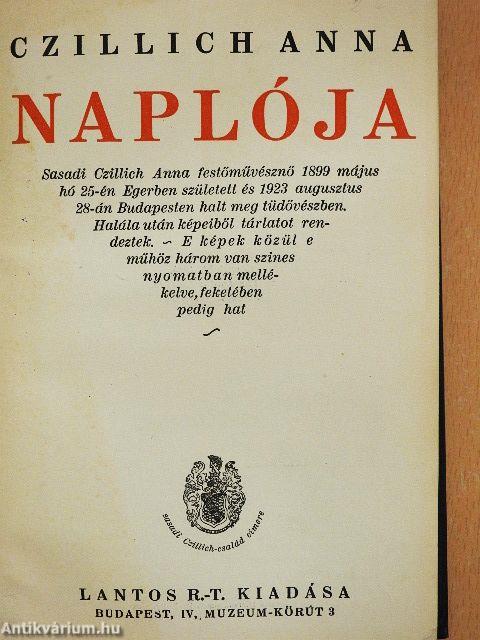 CZILLICH ANNA
NAPLÓJA
Sasadi Czillich Anna festőművésznő 1899 május
hó 25-én Egerben született és 1923 augusztus
28-án Budapesten halt meg tüdővészben.
Halála után képeiből tárlatot ren-
deztek. ~ E képek közül e
műhöz három van szines
nyomatban mellé-
kelve, feketében
pedig hat
~
sasadi Czillich-család címere
LANTOS R.-T. KIADÁSA
BUDAPEST, IV., MUZEUM-KÖRÚT 3
Antikvárium.hu